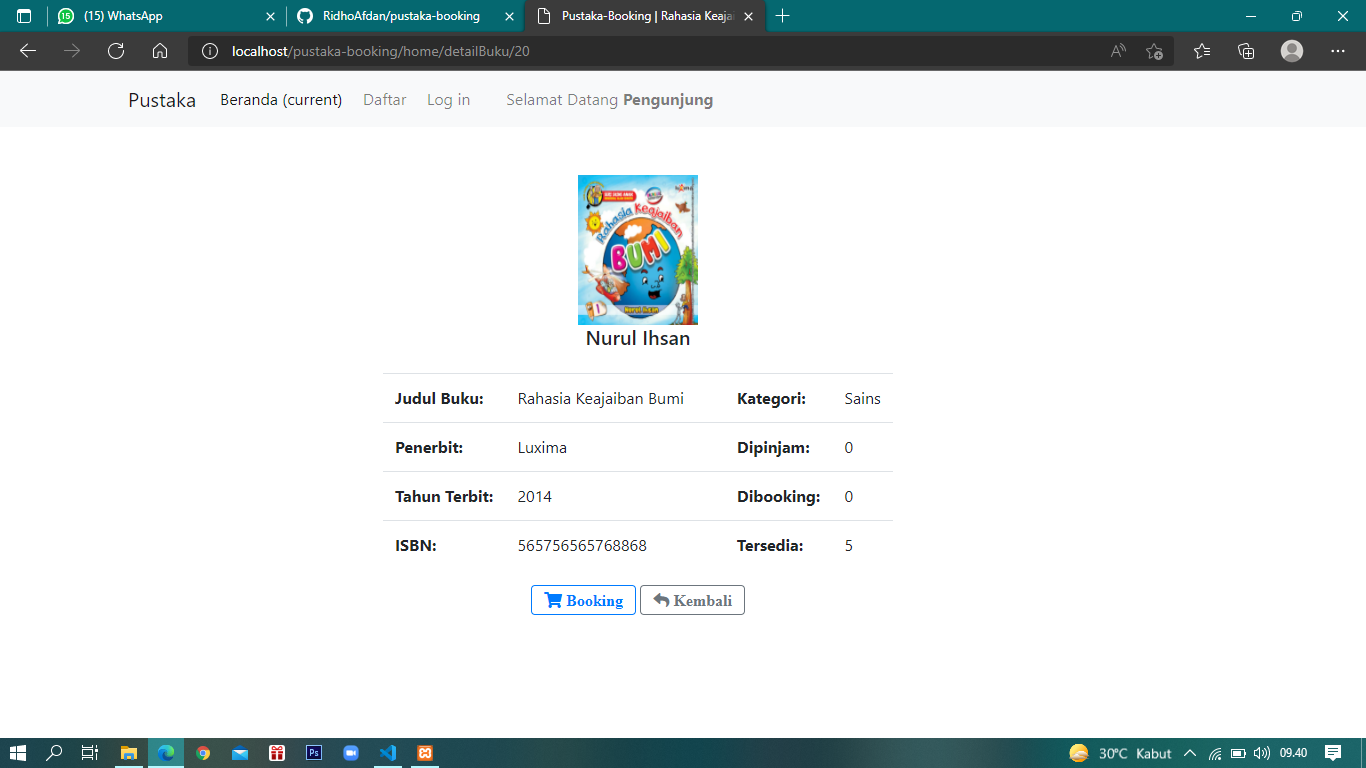 (15) WhatsApp
RidhoAfdan/pustaka-booking
Pustaka-Booking | Rahasia Keaja
localhost/pustaka-booking/home/detailBuku/20
Pustaka Beranda (current) Daftar Log in Selamat Datang Pengunjung
Rahasia Keajaiban
BUMI
Nurul Ihsan
Nurul Ihsan
Judul Buku: Rahasia Keajaiban Bumi Kategori: Sains
Penerbit: Luxima Dipinjam: 0
Tahun Terbit: 2014 Dibooking: 0
ISBN: 565756565768868 Tersedia: 5
Booking Kembali
30°C Kabut 09.40